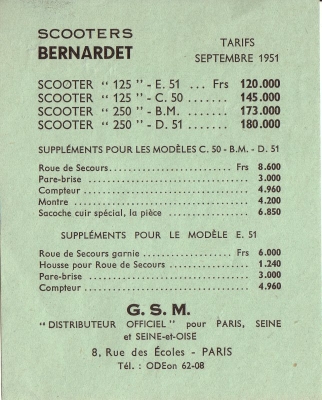 SCOOTERS
BERNARDET
TARIFS
SEPTEMBRE 1951
SCOOTER " 125 " - E. 51 ... Frs 120.000
SCOOTER " 125 " - C. 50 ....... 145.000
SCOOTER " 250 " - B.M. ....... 173.000
SCOOTER " 250 " - D. 51 ....... 180.000
SUPPLÉMENTS POUR LES MODÈLES C. 50 - B.M. - D. 51
Roue de Secours........................ Frs 8.600
Pare-brise ................................. 3.000
Compteur ................................. 4.960
Montre ..................................... 4.200
Sacoche cuir spécial, la pièce ......... 6.850
SUPPLÉMENTS POUR LE MODÈLE E. 51
Roue de Secours garnie ................ Frs 6.000
Housse pour Roue de Secours ............ 1.240
Pare-brise ................................. 3.000
Compteur ................................. 4.960
G. S. M.
"DISTRIBUTEUR OFFICIEL" pour PARIS, SEINE
et SEINE-et-OISE
8, Rue des Écoles - PARIS
Tél. : ODEon 62-08